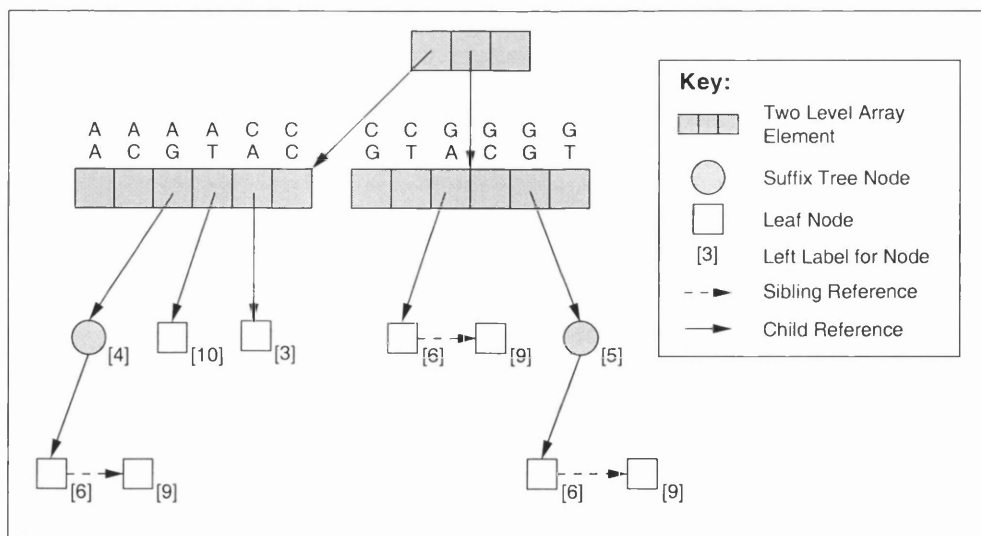 A A A A C C
A C G T A C
C C G G G G
G T A C G T
[4]
[10]
[3]
[6]
[9]
[5]
[6]
[9]
[6]
[9]
Key:
Two Level Array
Element
Suffix Tree Node
Leaf Node
[3] Left Label for Node
Sibling Reference
Child Reference